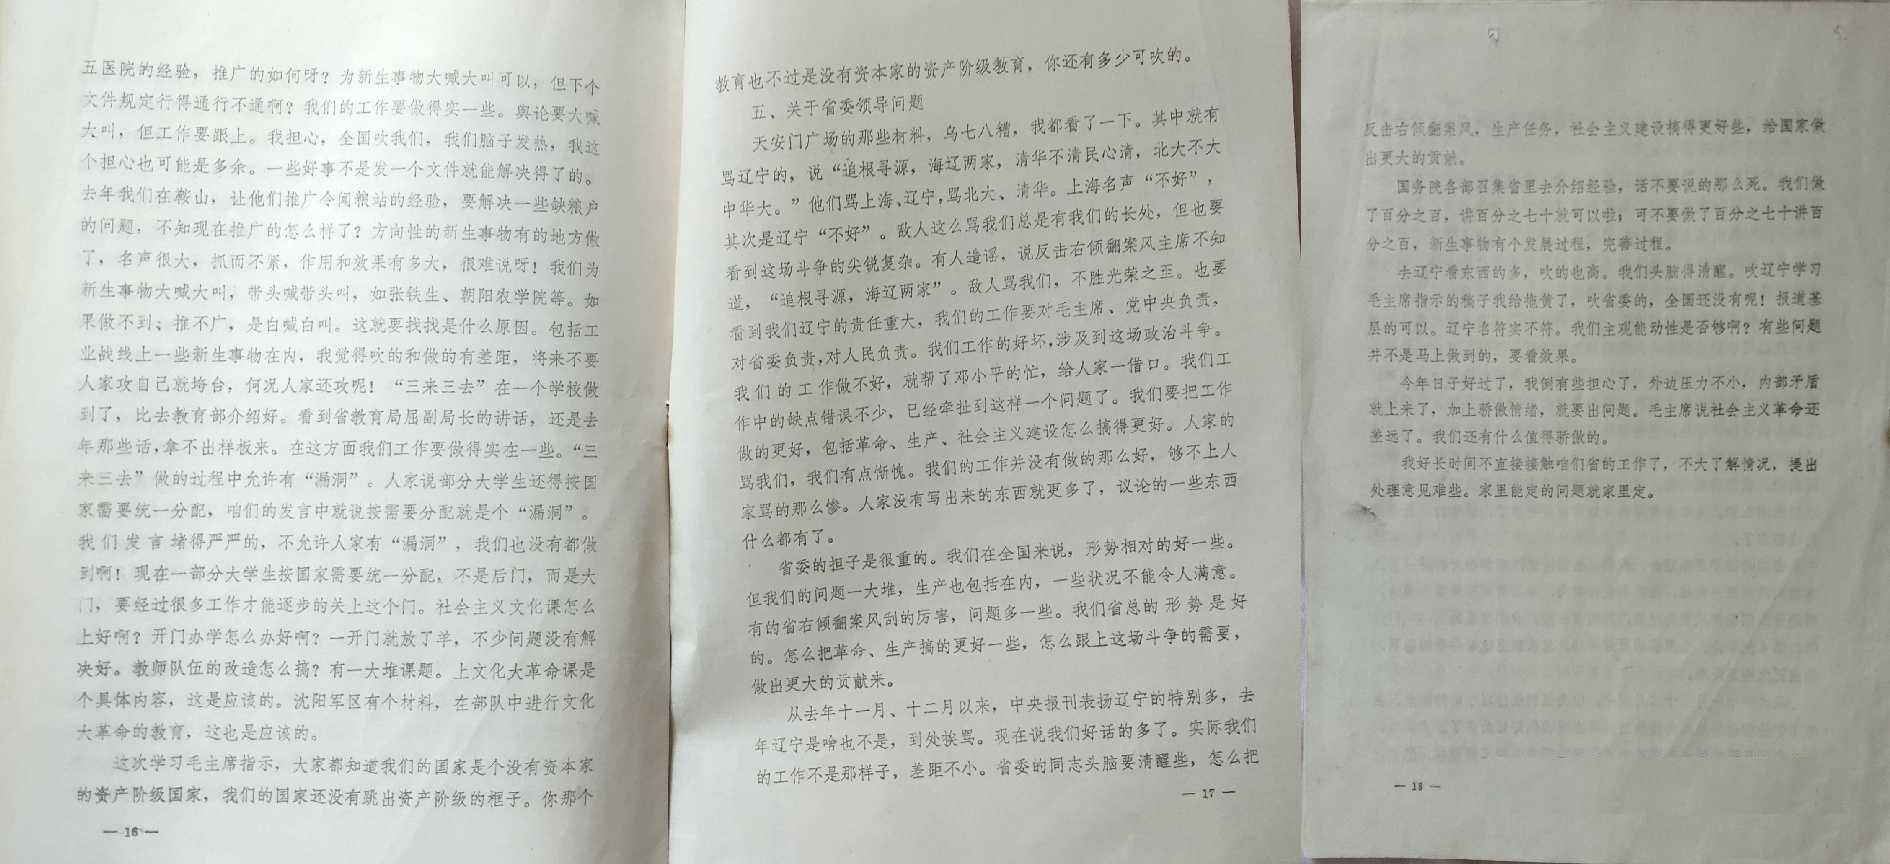 五医院的经验，推广的如何呀？为新生事物大喊大叫可以，但下个
文件规定行得通行不通啊？我们的工作要做得实一些。舆论要大喊
大叫，但工作要跟上。我担心，全国吹我们，我们脑子发热，我这
个担心也可能是多余。一些好事不是发一个文件就能解决得了的。
去年我们在鞍山，让他们推广令闻粮站的经验，要解决一些缺粮户
的问题，不知现在推广的怎么样了？方向性的新生事物有的地方做
了，名声很大，抓而不紧，作用和效果有多大，很难说呀！我们为
新生事物大喊大叫，带头喊带头叫，如张铁生、朝阳农学院等。如
果做不到；推不广，是白喊白叫。这就要找找是什么原因。包括工
业战线上一些新生事物在内，我觉得吹的和做的有差距，将来不要
人家攻自己就垮台，何况人家还攻呢！“三来三去”在一个学校做
到了，比去教育部介绍好。看到省教育局屈副局长的讲话，还是去
年那些话，拿不出样板来。在这方面我们工作要做得实在一些。“三
来三去”做的过程中允许有“漏洞”。人家说部分大学生还得按国
家需要统一分配，咱们的发言中就说按需要分配就是个“漏洞”。
我们发言堵得严严的，不允许人家有“漏洞”，我们也没有都做
到啊！现在一部分大学生按国家需要统一分配，不是后门，而是大
门，要经过很多工作才能逐步的关上这个门。社会主义文化课怎么
上好啊？开门办学怎么办好啊？一开门就放了羊，不少问题没有解
决好。教师队伍的改造怎么搞？有一大堆课题。上文化大革命课是
个具体内容，这是应该的。沈阳军区有个材料，在部队中进行文化
大革命的教育，这也是应该的。
这次学习毛主席指示，大家都知道我们的国家是个没有资本家
的资产阶级国家，我们的国家还没有跳出资产阶级的框子。你那个
— 16 —
教育也不过是没有资本家的资产阶级教育，你还有多少可吹的。
五、关于省委领导问题
天安门广场的那些材料，乌七八糟，我都看了一下。其中就有
骂辽宁的，说“追根寻源，海辽两家，清华不清民心清，北大不大
中华大。”他们骂上海、辽宁，骂北大、清华。上海名声“不好”，
其次是辽宁“不好”。敌人这么骂我们总是有我们的长处，但也要
看到这场斗争的尖锐复杂。有人造谣，说反击右倾翻案风主席不知
道，“追根寻源，海辽两家”。敌人骂我们，不胜光荣之至。也要
看到我们辽宁的责任重大，我们的工作要对毛主席、党中央负责，
对省委负责，对人民负责。我们工作的好坏，涉及到这场政治斗争。
我们的工作做不好，就帮了邓小平的忙，给人家一借口。我们工
作中的缺点错误不少，已经牵扯到这样一个问题了。我们要把工作
做的更好，包括革命、生产、社会主义建设怎么搞得更好。人家的
骂我们，我们有点惭愧。我们的工作并没有做的那么好，够不上人
家骂的那么惨。人家没有写出来的东西就更多了，议论的一些东西
什么都有了。
省委的担子是很重的。我们在全国来说，形势相对的好一些。
但我们的问题一大堆，生产也包括在内，一些状况不能令人满意。
有的省右倾翻案风刮的厉害，问题多一些。我们省总的形势是好
的。怎么把革命、生产搞的更好一些，怎么跟上这场斗争的需要，
做出更大的贡献来。
从去年十一月、十二月以来，中央报刊表扬辽宁的特别多，去
年辽宁是啥也不是，到处挨骂。现在说我们好话的多了。实际我们
的工作不是那样子，差距不小。省委的同志头脑要清醒些，怎么把
— 17 —
反击右倾翻案风、生产任务，社会主义建设搞得更好些，给国家做
出更大的贡献。
国务院各部召集省里去介绍经验，话不要说的那么死。我们做
了百分之百，讲百分之七十就可以啦；可不要做了百分之七十讲百
分之百，新生事物有个发展过程，完善过程。
去辽宁看东西的多，吹的也高。我们头脑得清醒。吹辽宁学习
毛主席指示的稿子我给拖黄了，吹省委的，全国还没有呢！报道基
层的可以。辽宁名符实不符。我们主观能动性是否够啊？有些问题
并不是马上做到的，要看效果。
今年日子好过了，我倒有些担心了，外边压力不小，内部矛盾
就上来了，加上骄傲情绪，就要出问题。毛主席说社会主义革命还
差远了。我们还有什么值得骄傲的。
我好长时间不直接接触咱们省的工作了，不大了解情况，提出
处理意见难些。家里能定的问题就家里定。
— 18 —